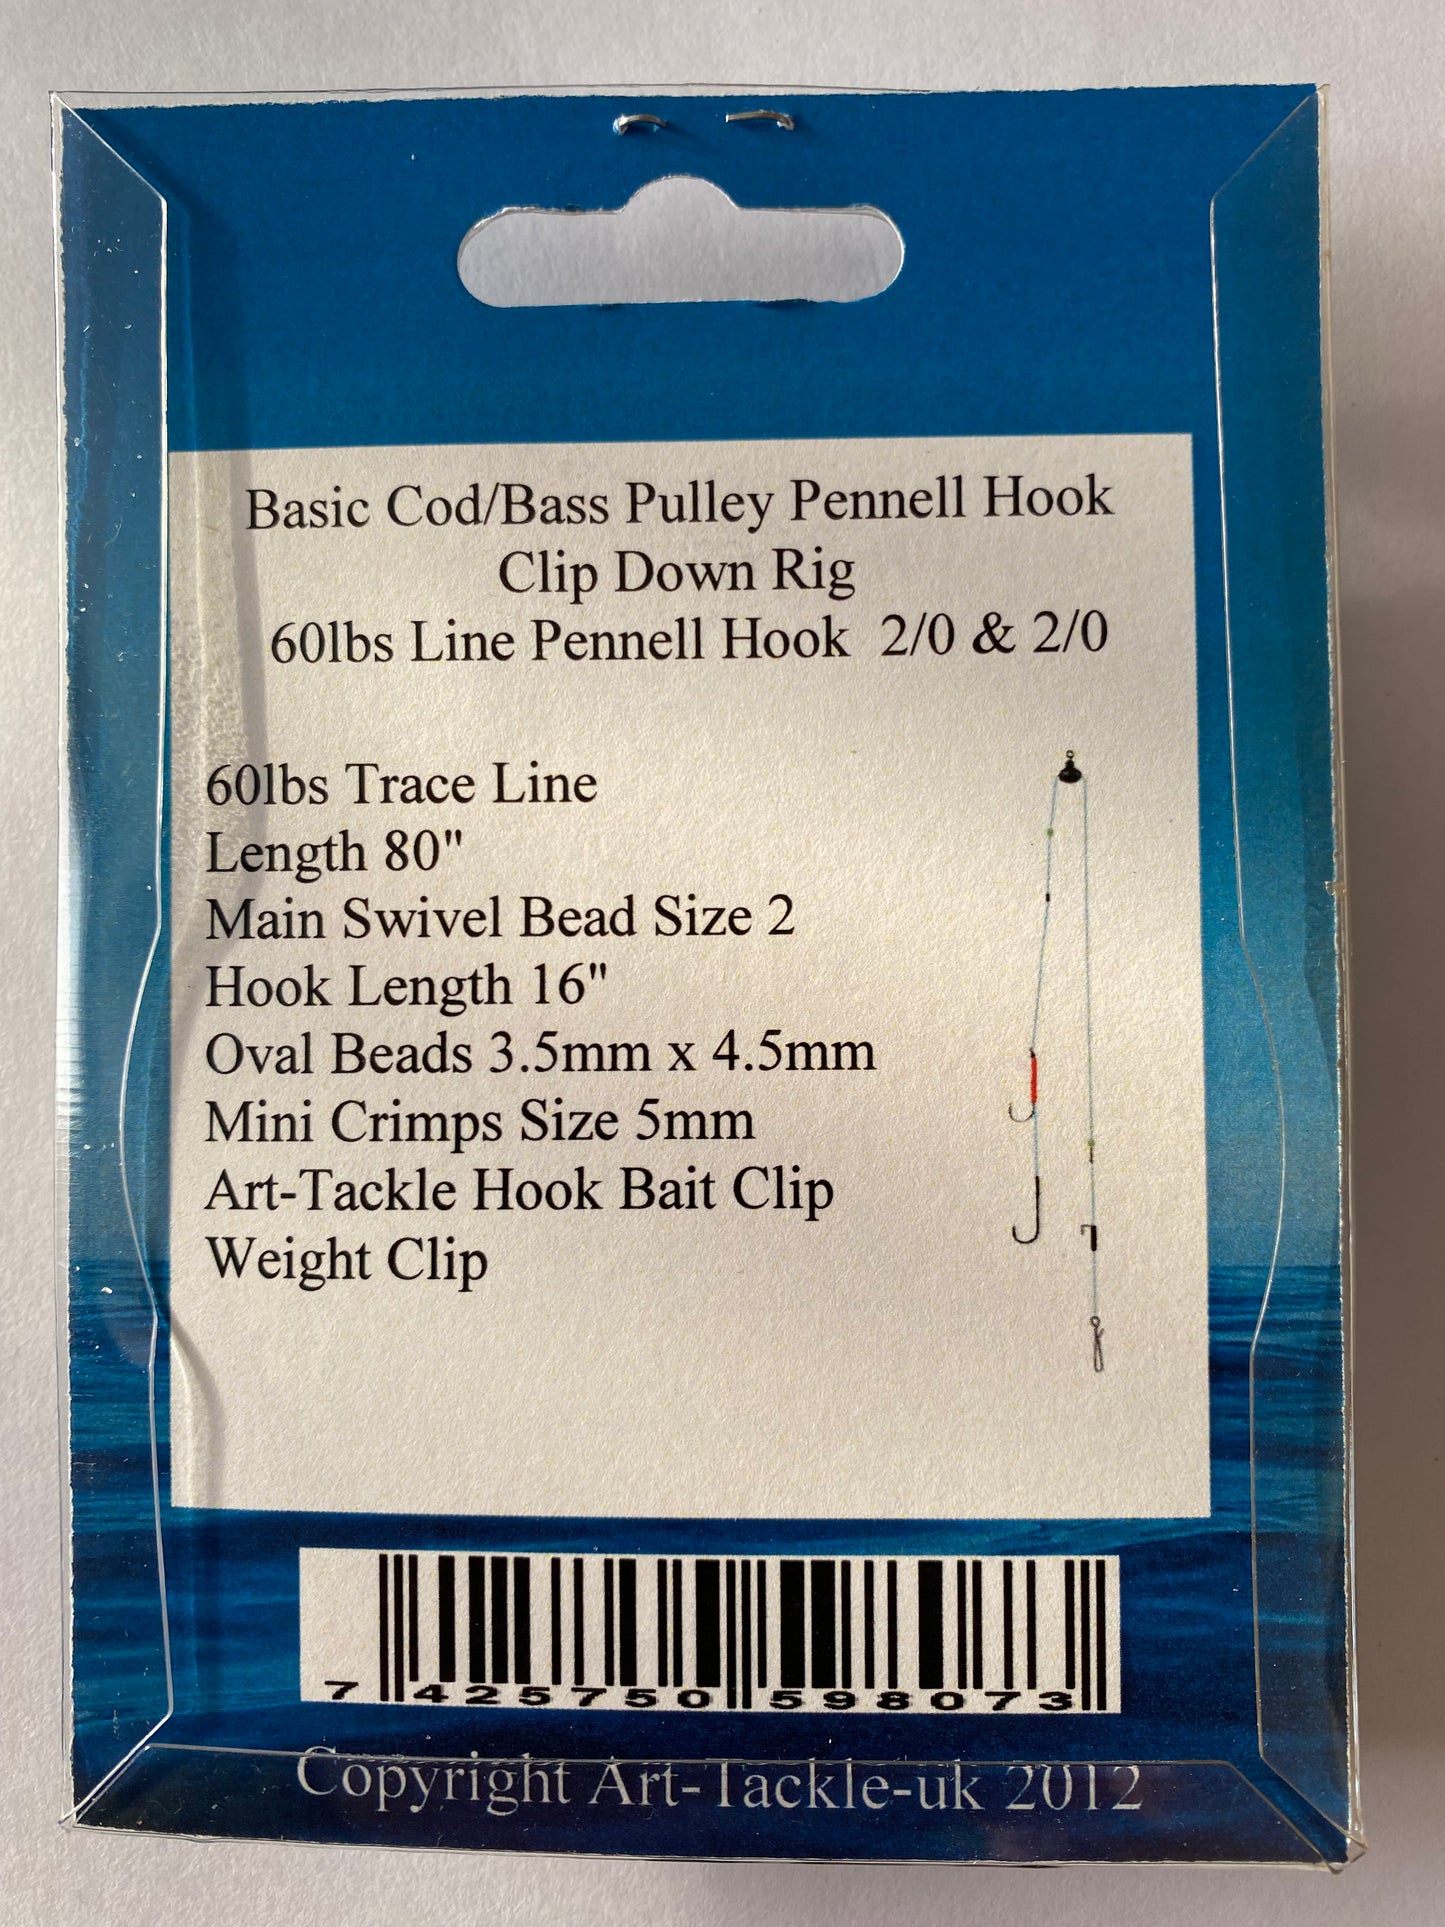 Basic Cod/Bass Pulley Pennell Hook
Clip Down Rig
60lbs Line Pennell Hook 2/0 & 2/0
60lbs Trace Line
Length 80"
Main Swivel Bead Size 2
Hook Length 16"
Oval Beads 3.5mm x 4.5mm
Mini Crimps Size 5mm
Art-Tackle Hook Bait Clip
Weight Clip
7 425750 598073
Copyright Art-Tackle-uk 2012